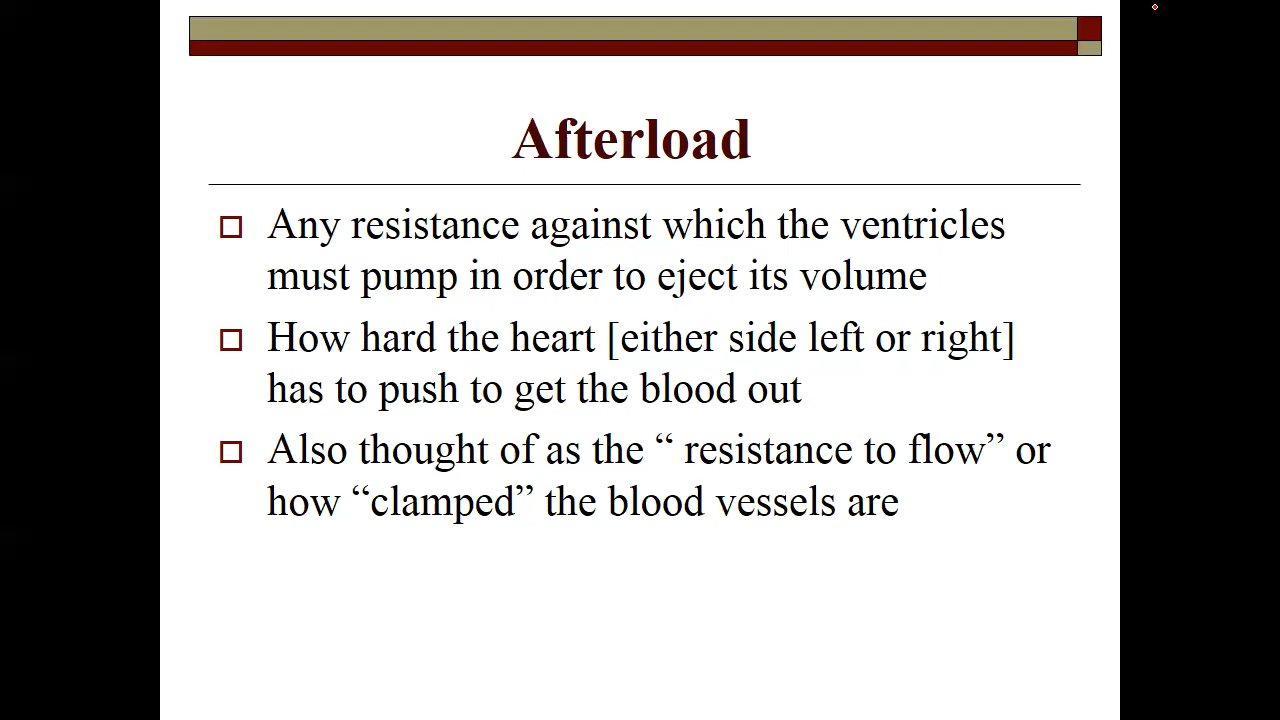 Afterload
Any resistance against which the ventricles
must pump in order to eject its volume
How hard the heart [either side left or right]
has to push to get the blood out
Also thought of as the “ resistance to flow” or
how “clamped” the blood vessels are